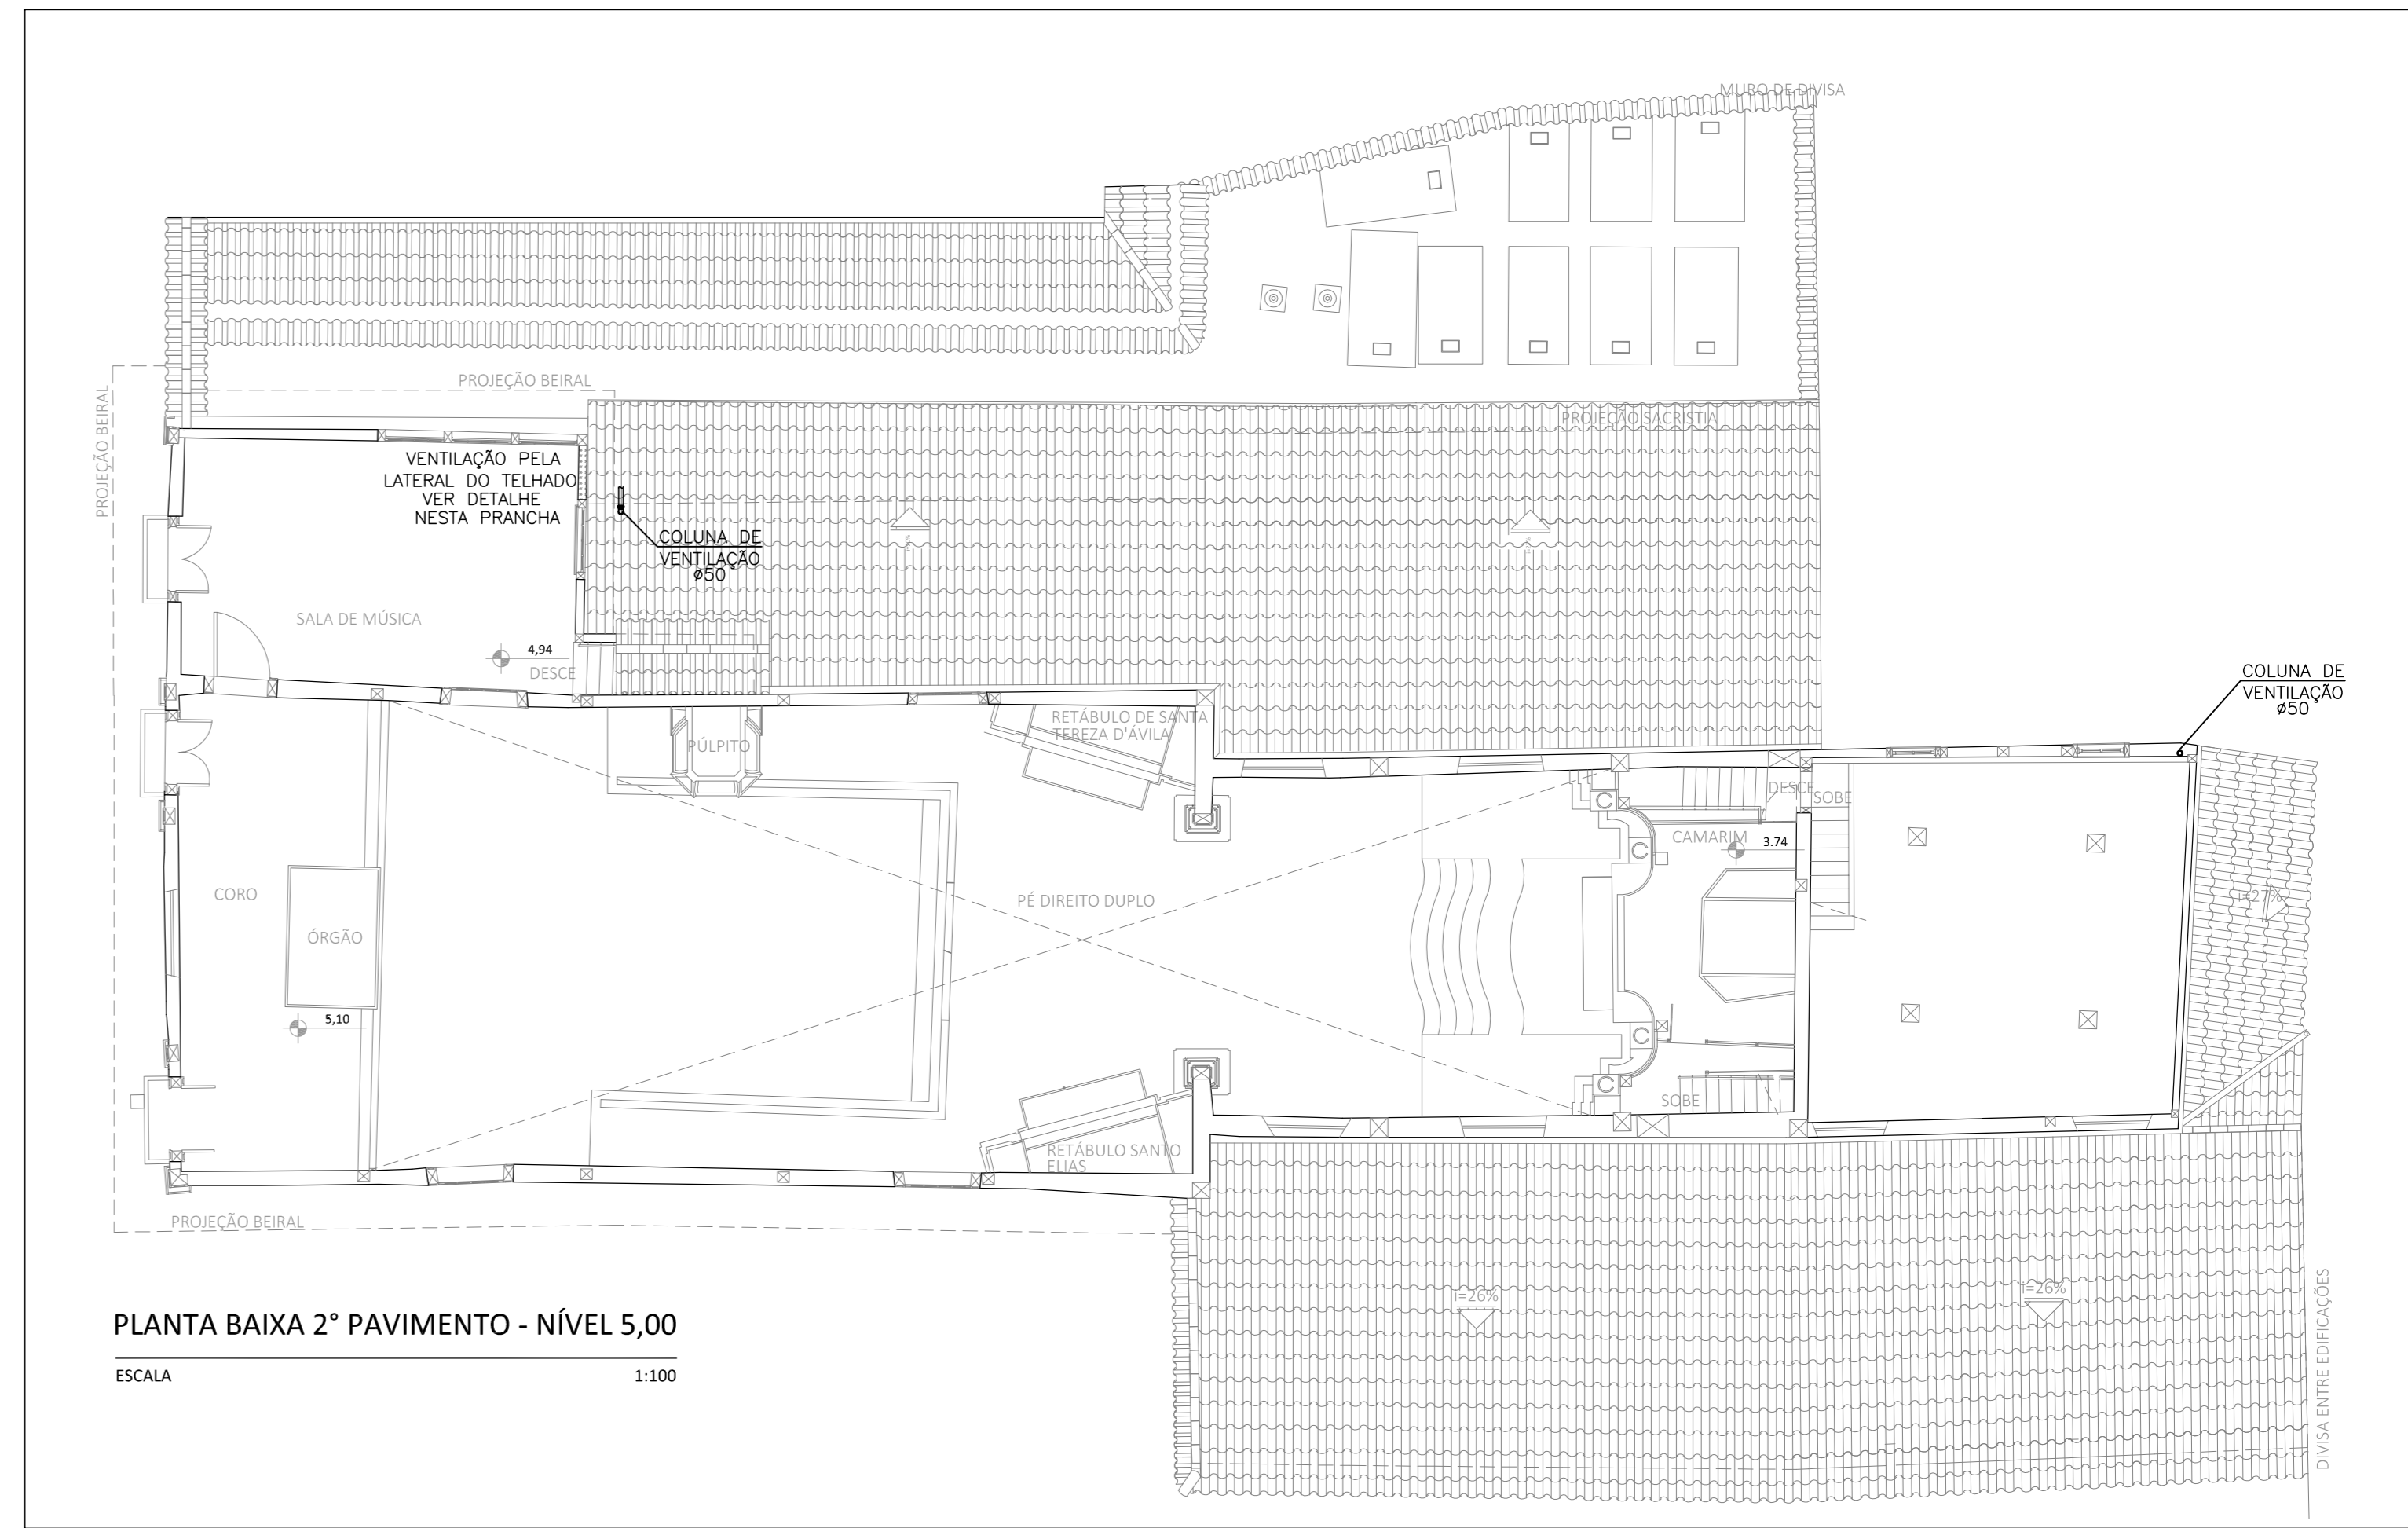 MURO DE DIVISA
PROJEÇÃO BEIRAL
PROJEÇÃO BEIRAL
PROJEÇÃO SACRISTIA
VENTILAÇÃO PELA
LATERAL DO TELHADO
VER DETALHE
NESTA PRANCHA
COLUNA DE
VENTILAÇÃO
ø50
SALA DE MÚSICA
4,94
DESCE
COLUNA DE
VENTILAÇÃO
ø50
RETÁBULO DE SANTA
TEREZA D'ÁVILA
PÚLPITO
DESCE
SOBE
CAMARIM
3.74
CORO
PÉ DIREITO DUPLO
i=27%
ÓRGÃO
5,10
SOBE
RETÁBULO SANTO
ELIAS
PROJEÇÃO BEIRAL
i=26%
i=26%
DIVISA ENTRE EDIFICAÇÕES
PLANTA BAIXA 2° PAVIMENTO - NÍVEL 5,00
ESCALA 1:100